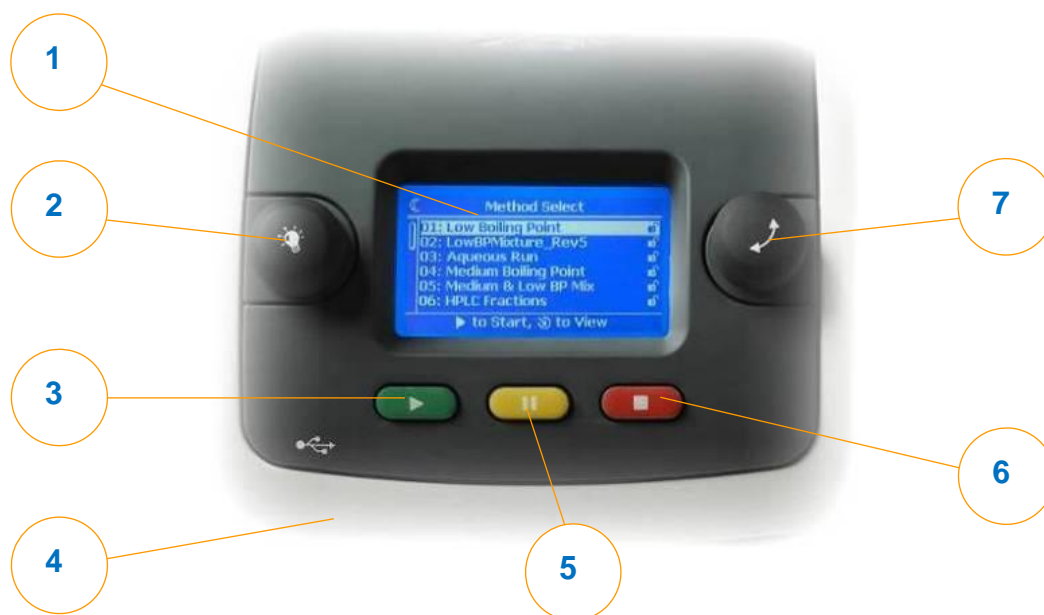 1
2
3
4
5
6
7
Method Select
01: Low Boiling Point
02: LowBPMixture_Rev5
03: Aqueous Run
04: Medium Boiling Point
05: Medium & Low BP Mix
06: HPLC Fractions
to Start, to View